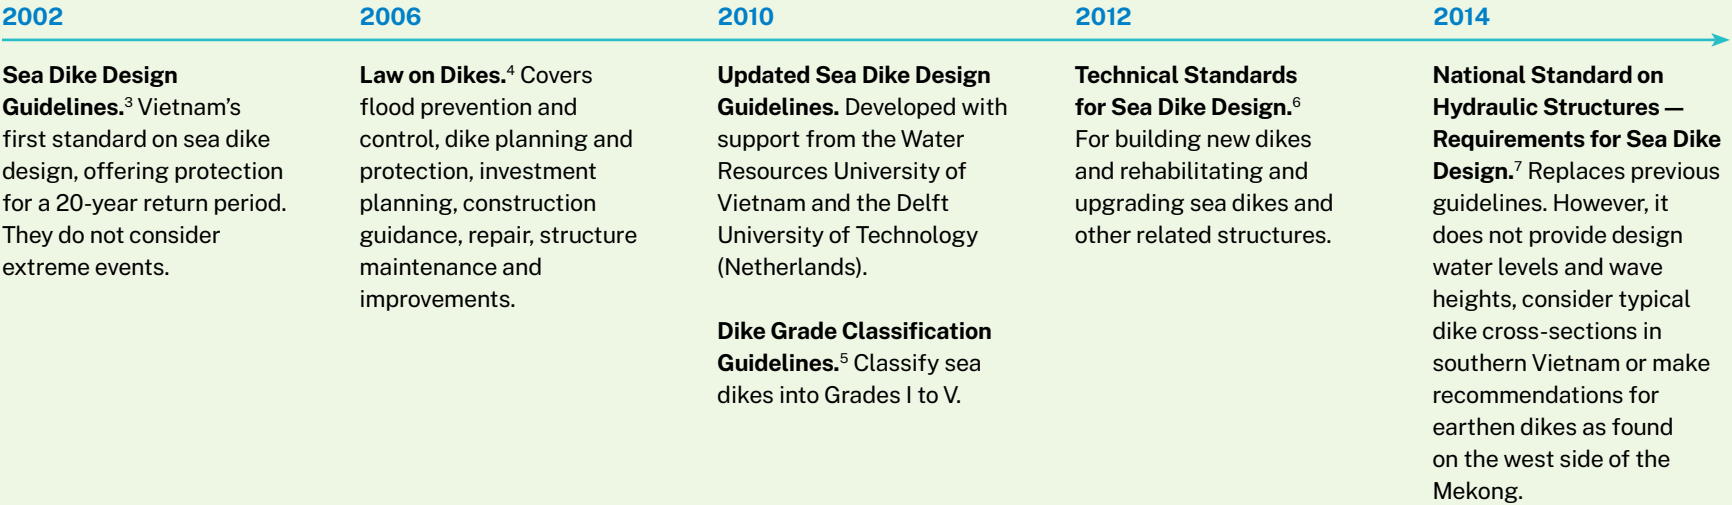 2002
Sea Dike Design
Guidelines.3 Vietnam's
first standard on sea dike
design, offering protection
for a 20-year return period.
They do not consider
extreme events.
2006
Law on Dikes.4 Covers
flood prevention and
control, dike planning and
protection, investment
planning, construction
guidance, repair, structure
maintenance and
improvements.
2010
Updated Sea Dike Design
Guidelines. Developed with
support from the Water
Resources University of
Vietnam and the Delft
University of Technology
(Netherlands).
Dike Grade Classification
Guidelines.5 Classify sea
dikes into Grades I to V.
2012
Technical Standards
for Sea Dike Design.6
For building new dikes
and rehabilitating and
upgrading sea dikes and
other related structures.
2014
National Standard on
Hydraulic Structures —
Requirements for Sea Dike
Design.7 Replaces previous
guidelines. However, it
does not provide design
water levels and wave
heights, consider typical
dike cross-sections in
southern Vietnam or make
recommendations for
earthen dikes as found
on the west side of the
Mekong.